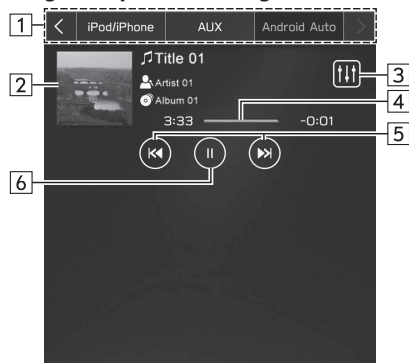 1 iPod/iPhone AUX Android Auto
2 Title 01
Artist 01
Album 01
3
4
3:33 -0:01
5
6